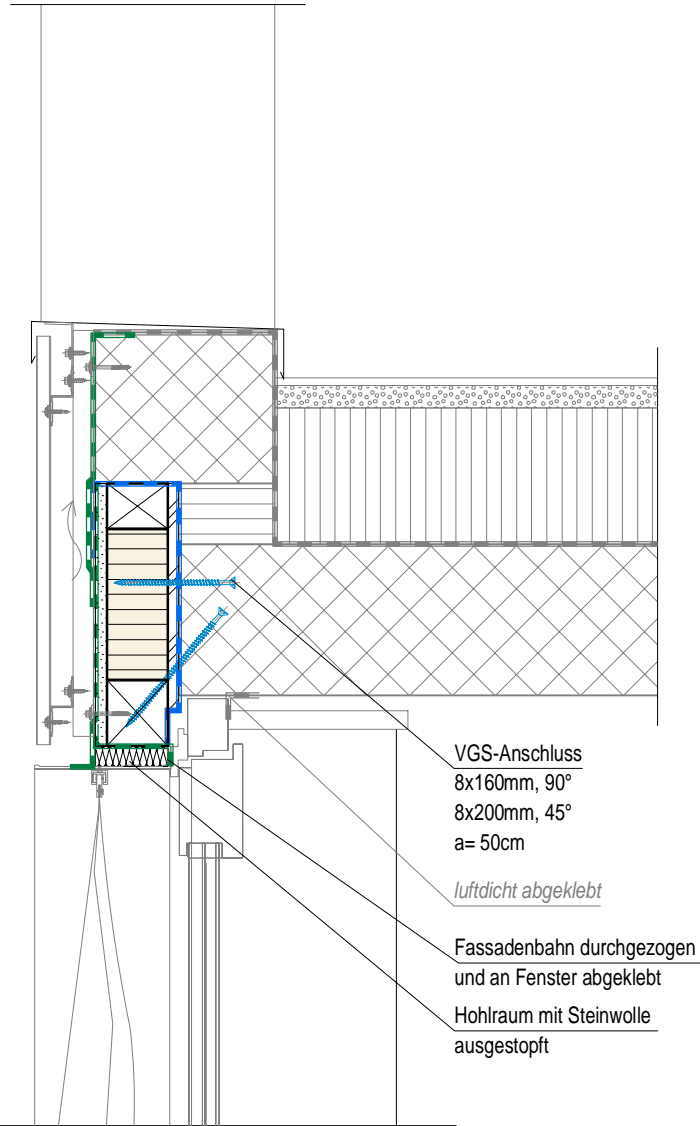 VGS-Anschluss
8x160mm, 90°
8x200mm, 45°
a= 50cm
luftdicht abgeklebt
Fassadenbahn durchgezogen
und an Fenster abgeklebt
Hohlraum mit Steinwolle
ausgestopft